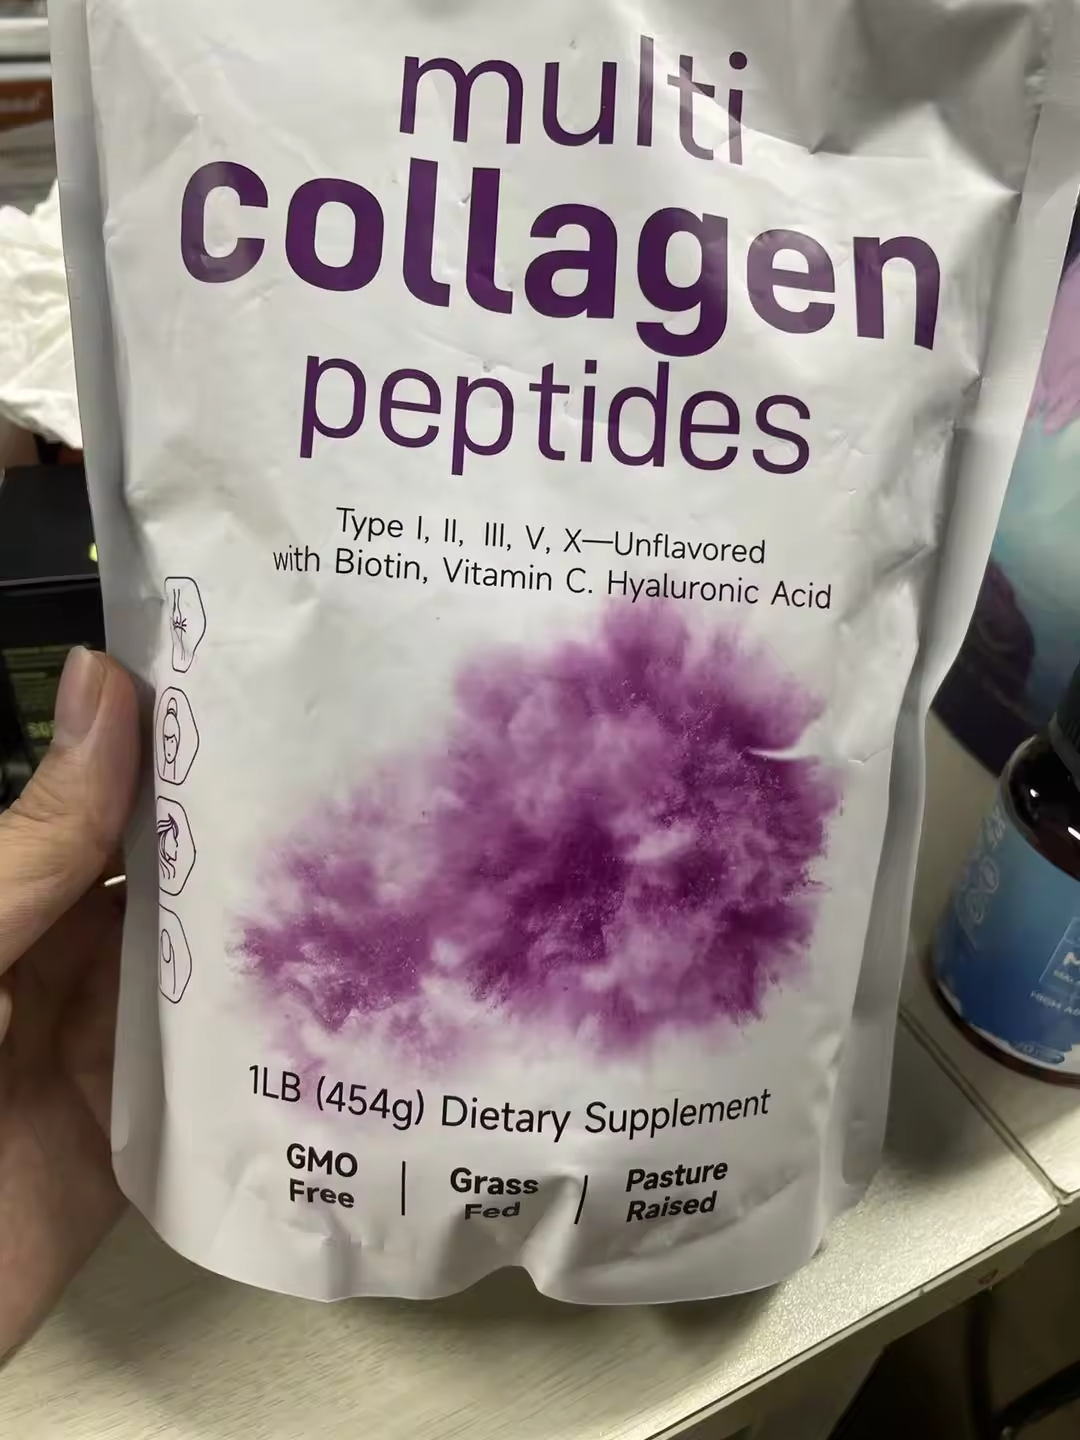 multi
collagen
peptides
Type I, II, III, V, X—Unflavored
with Biotin, Vitamin C. Hyaluronic Acid
1LB (454g) Dietary Supplement
GMO
Free
Grass
Fed
Pasture
Raised